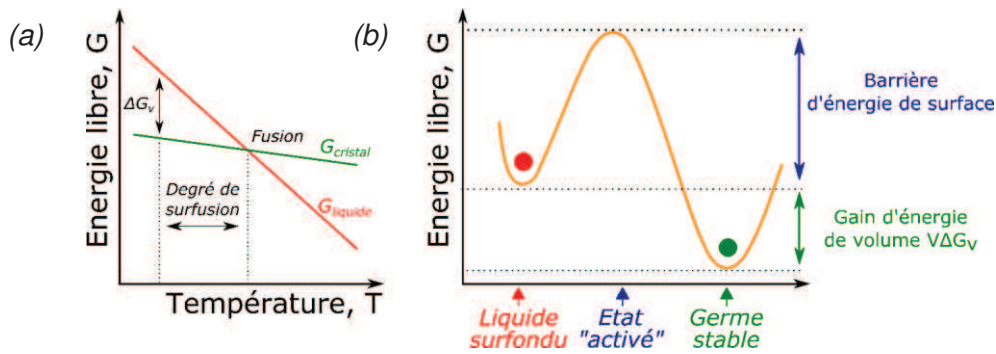 (a)
Energie libre, G
ΔGv
Fusion
Gcristal
Degré de
surfusion
Gliquide
Température, T
(b)
Energie libre, G
Barrière
d'énergie de surface
Gain d'énergie
de volume VΔGv
Liquide
surfondu
Etat
"activé"
Germe
stable